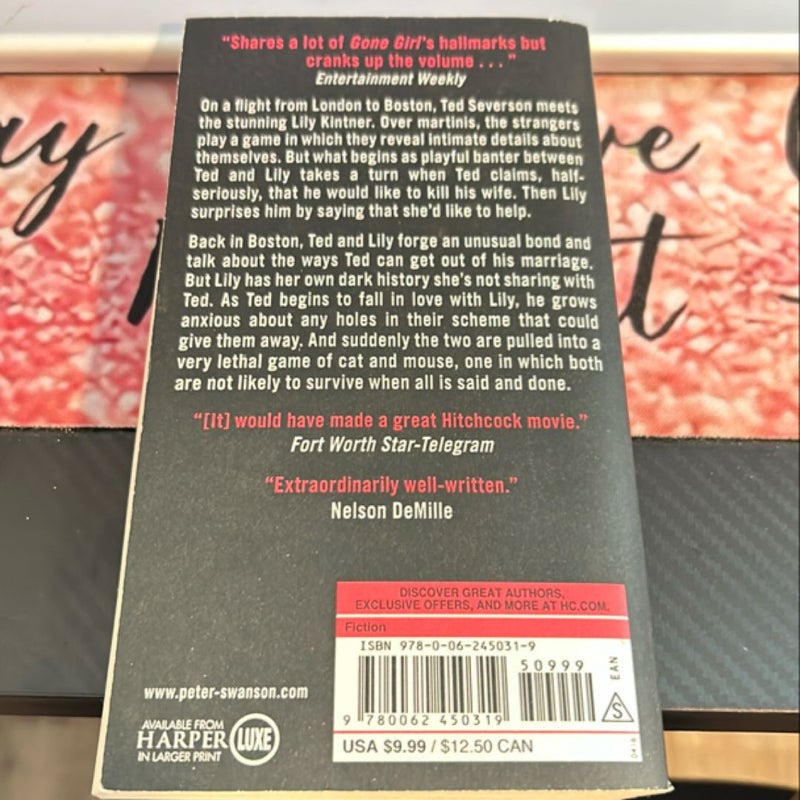 "Shares a lot of Gone Girl's hallmarks but
cranks up the volume . . . "
Entertainment Weekly
On a flight from London to Boston, Ted Severson meets
the stunning Lily Kintner. Over martinis, the strangers
play a game in which they reveal intimate details about
themselves. But what begins as playful banter between
Ted and Lily takes a turn when Ted claims, half-
seriously, that he would like to kill his wife. Then Lily
surprises him by saying that she'd like to help.
Back in Boston, Ted and Lily forge an unusual bond and
talk about the ways Ted can get out of his marriage.
But Lily has her own dark history she's not sharing with
Ted. As Ted begins to fall in love with Lily, he grows
anxious about any holes in their scheme that could
give them away. And suddenly the two are pulled into a
very lethal game of cat and mouse, one in which both
are not likely to survive when all is said and done.
"[It] would have made a great Hitchcock movie."
Fort Worth Star-Telegram
"Extraordinarily well-written."
Nelson DeMille
DISCOVER GREAT AUTHORS,
EXCLUSIVE OFFERS, AND MORE AT HC.COM.
Fiction
ISBN 978-0-06-245031-9
50999
EAN
S
9 780062 450319
USA $9.99 / $12.50 CAN
0416
www.peter-swanson.com
AVAILABLE FROM
HARPER LUXE
IN LARGER PRINT